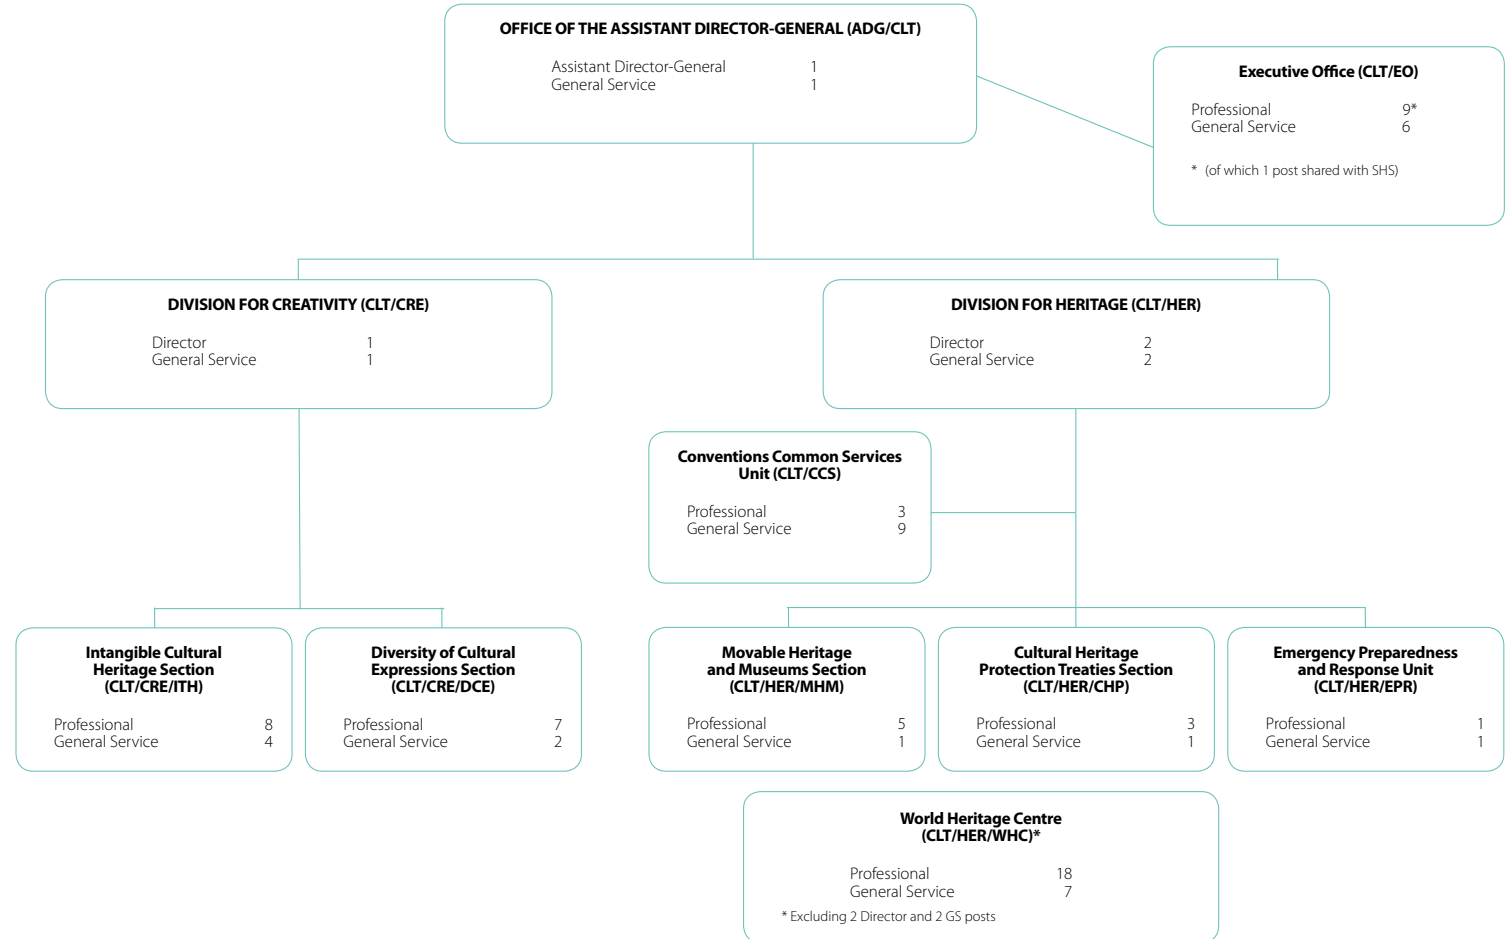 OFFICE OF THE ASSISTANT DIRECTOR-GENERAL (ADG/CLT)
Assistant Director-General 1
General Service 1
Executive Office (CLT/EO)
Professional 9*
General Service 6
* (of which 1 post shared with SHS)
DIVISION FOR CREATIVITY (CLT/CRE)
Director 1
General Service 1
DIVISION FOR HERITAGE (CLT/HER)
Director 2
General Service 2
Conventions Common Services
Unit (CLT/CCS)
Professional 3
General Service 9
Intangible Cultural
Heritage Section
(CLT/CRE/ITH)
Professional 8
General Service 4
Diversity of Cultural
Expressions Section
(CLT/CRE/DCE)
Professional 7
General Service 2
Movable Heritage
and Museums Section
(CLT/HER/MHM)
Professional 5
General Service 1
Cultural Heritage
Protection Treaties Section
(CLT/HER/CHP)
Professional 3
General Service 1
Emergency Preparedness
and Response Unit
(CLT/HER/EPR)
Professional 1
General Service 1
World Heritage Centre
(CLT/HER/WHC)*
Professional 18
General Service 7
* Excluding 2 Director and 2 GS posts